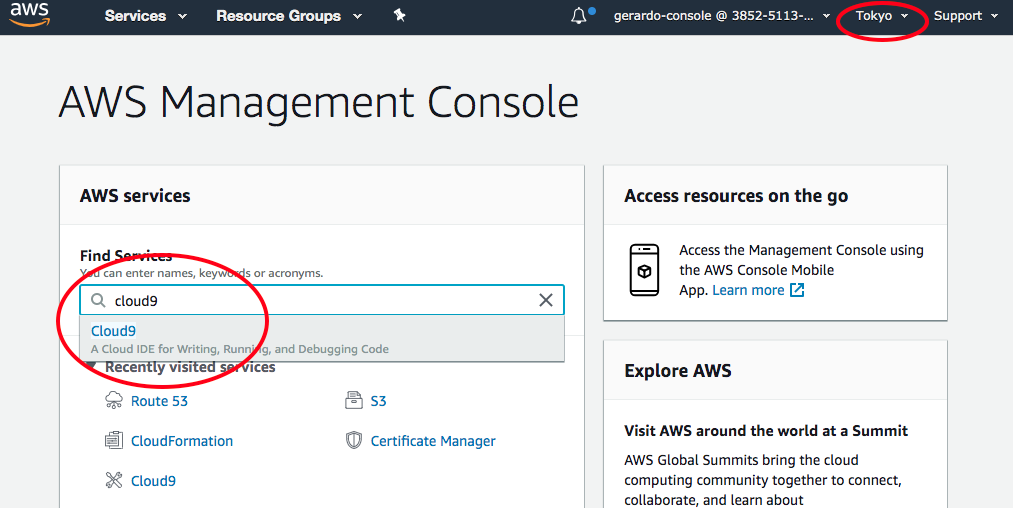 aws Services Resource Groups gerardo-console @ 3852-5113-... Tokyo Support
AWS Management Console
AWS services
Find Services
You can enter names, keywords or acronyms.
cloud9
Cloud9
A Cloud IDE for Writing, Running, and Debugging Code
Recently visited services
Route 53
S3
CloudFormation
Certificate Manager
Cloud9
Access resources on the go
Access the Management Console using
the AWS Console Mobile
App. Learn more
Explore AWS
Visit AWS around the world at a Summit
AWS Global Summits bring the cloud
computing community together to connect,
collaborate, and learn about